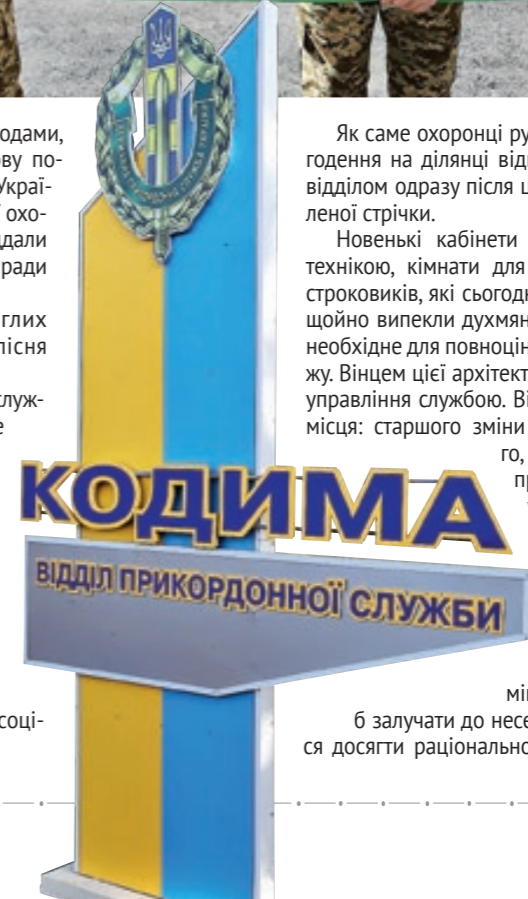 одами,
ову по-
Украї-
охо-
дали
ради
глих
пісня
служ-
соці-
КОДИМА
ВІДДІЛ ПРИКОРДОННОЇ СЛУЖБИ
Як саме охоронці ру
годення на ділянці від
відділом одразу після ц
леної стрічки.
Новенькі кабінети
технікою, кімнати для
строковиків, які сьогодн
щойно випекли духмян
необхідне для повноцін
жу. Вінцем цієї архітект
управління службою. Ві
місця: старшого зміни
го,
пр
мі
б залучати до несе
ся досягти раціонально